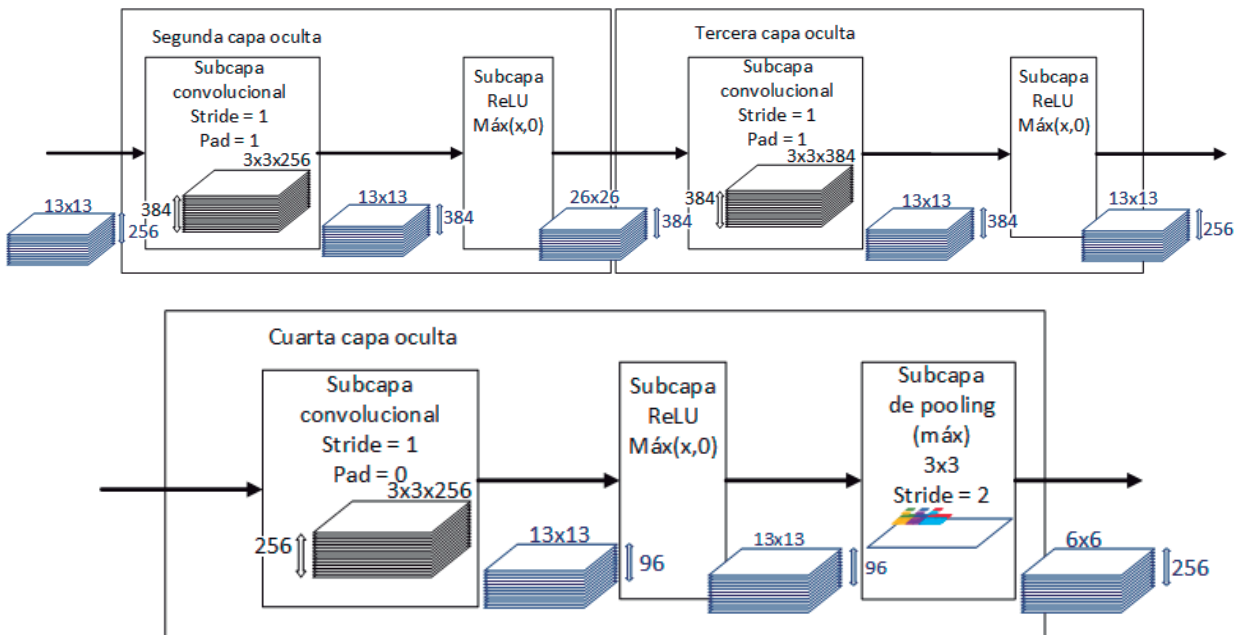 Segunda capa oculta
Subcapa
convolucional
Stride = 1
Pad = 1
3x3x256
384
13x13
256
13x13
384
Subcapa
ReLU
Máx(x,0)
26x26
384
Tercera capa oculta
Subcapa
convolucional
Stride = 1
Pad = 1
3x3x384
384
13x13
384
Subcapa
ReLU
Máx(x,0)
13x13
256
Cuarta capa oculta
Subcapa
convolucional
Stride = 1
Pad = 0
3x3x256
256
13x13
96
Subcapa
ReLU
Máx(x,0)
13x13
96
Subcapa
de pooling
(máx)
3x3
Stride = 2
6x6
256